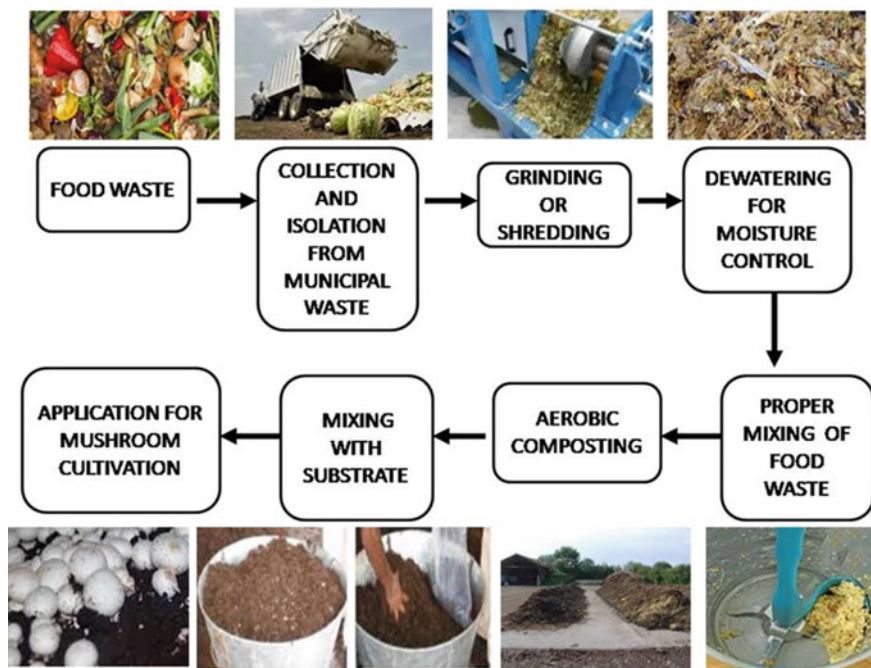 FOOD WASTE
COLLECTION
AND
ISOLATION
FROM
MUNICIPAL
WASTE
GRINDING
OR
SHREDDING
DEWATERING
FOR
MOISTURE
CONTROL
PROPER
MIXING OF
FOOD
WASTE
AEROBIC
COMPOSTING
MIXING
WITH
SUBSTRATE
APPLICATION FOR
MUSHROOM
CULTIVATION